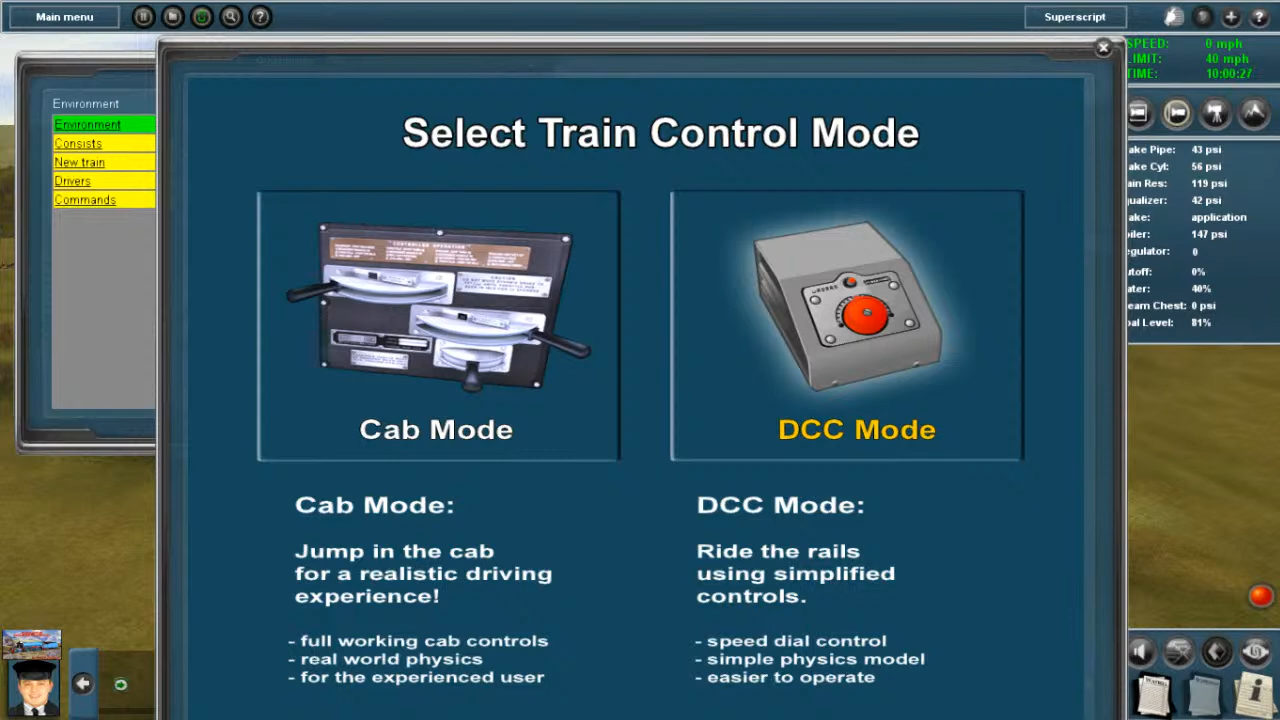 Main menu
Superscript
SPEED: 0 mph
LIMIT: 40 mph
TIME: 10:00:27
Environment
Environment
Consists
New train
Drivers
Commands
Select Train Control Mode
CONTROLLER OPERATION
CAUTION
Cab Mode
DCC Mode
Cab Mode:
Jump in the cab
for a realistic driving
experience!
- full working cab controls
- real world physics
- for the experienced user
DCC Mode:
Ride the rails
using simplified
controls.
- speed dial control
- simple physics model
- easier to operate
ake Pipe: 43 psi
ake Cyl: 56 psi
ain Res: 119 psi
qualizer: 42 psi
ake: application
oiler: 147 psi
egulator: 0
utoff: 0%
ater: 40%
eam Chest: 0 psi
oal Level: 81%